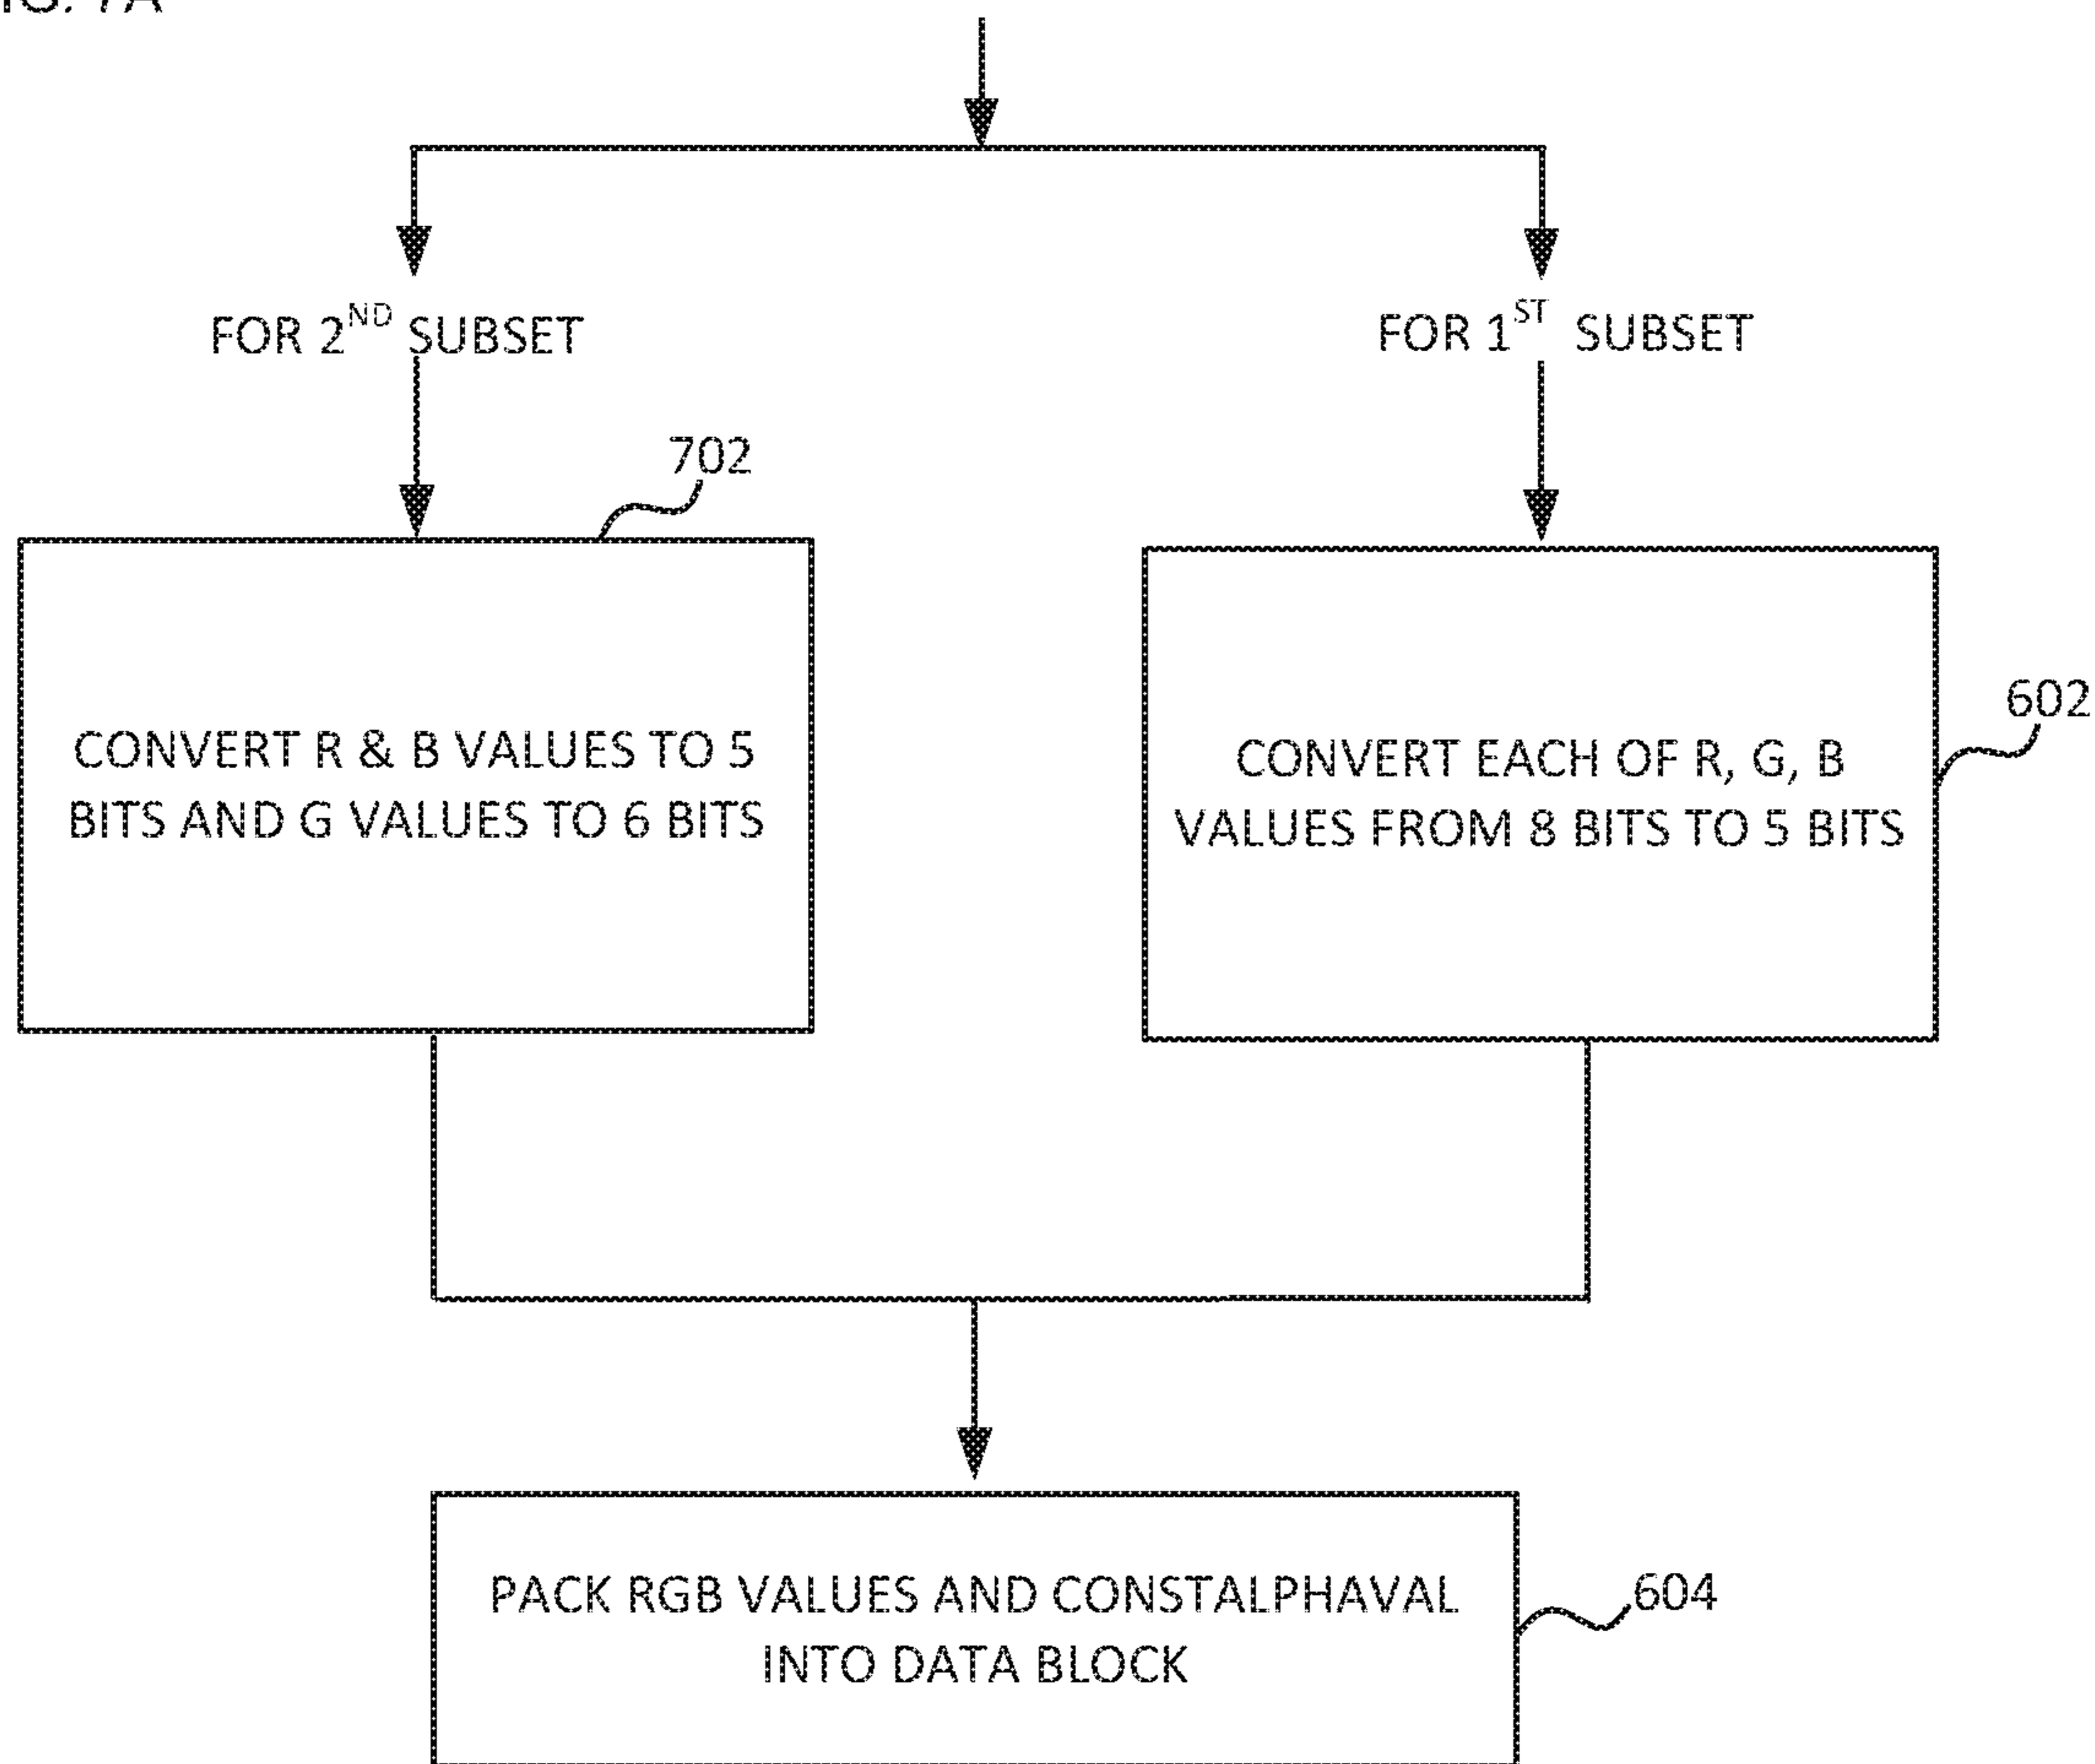 FOR 2ND SUBSET
FOR 1ST SUBSET
702
602
CONVERT R & B VALUES TO 5
BITS AND G VALUES TO 6 BITS
CONVERT EACH OF R, G, B
VALUES FROM 8 BITS TO 5 BITS
PACK RGB VALUES AND CONSTALPHAVAL
INTO DATA BLOCK
604